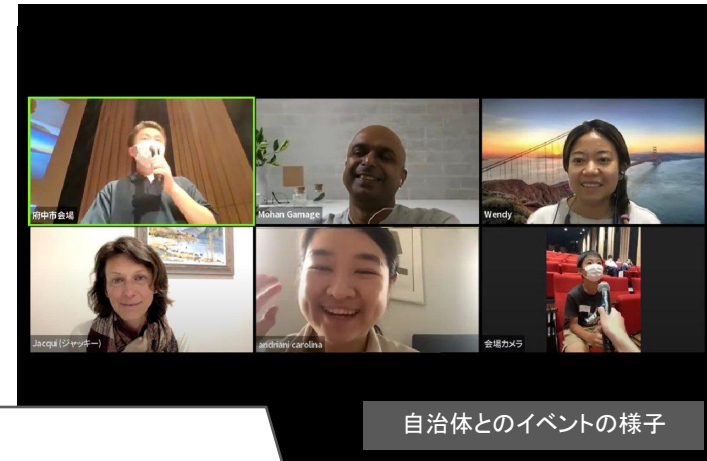 府中市会場
Mohan Gamage
Wendy
Jacqui (ジャッキー)
andriani carolina
会場カメラ
自治体とのイベントの様子